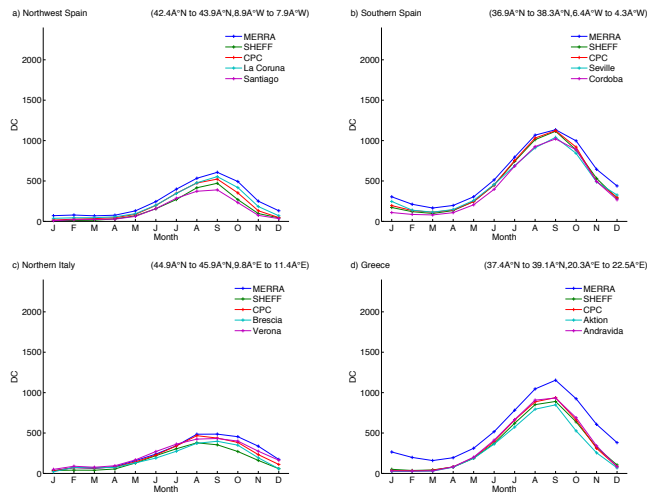 a) Northwest Spain (42.4°N to 43.9°N,8.9°W to 7.9°W)
2000
1500
1000
500
0
DC
MERRA
SHEFF
CPC
La Coruna
Santiago
J F M A M J J A S O N D
Month
b) Southern Spain (36.9°N to 38.3°N,6.4°W to 4.3°W)
2000
1500
1000
500
0
DC
MERRA
SHEFF
CPC
Seville
Cordoba
J F M A M J J A S O N D
Month
c) Northern Italy (44.9°N to 45.9°N,9.8°E to 11.4°E)
2000
1500
1000
500
0
DC
MERRA
SHEFF
CPC
Brescia
Verona
J F M A M J J A S O N D
Month
d) Greece (37.4°N to 39.1°N,20.3°E to 22.5°E)
2000
1500
1000
500
0
DC
MERRA
SHEFF
CPC
Aktion
Andravida
J F M A M J J A S O N D
Month